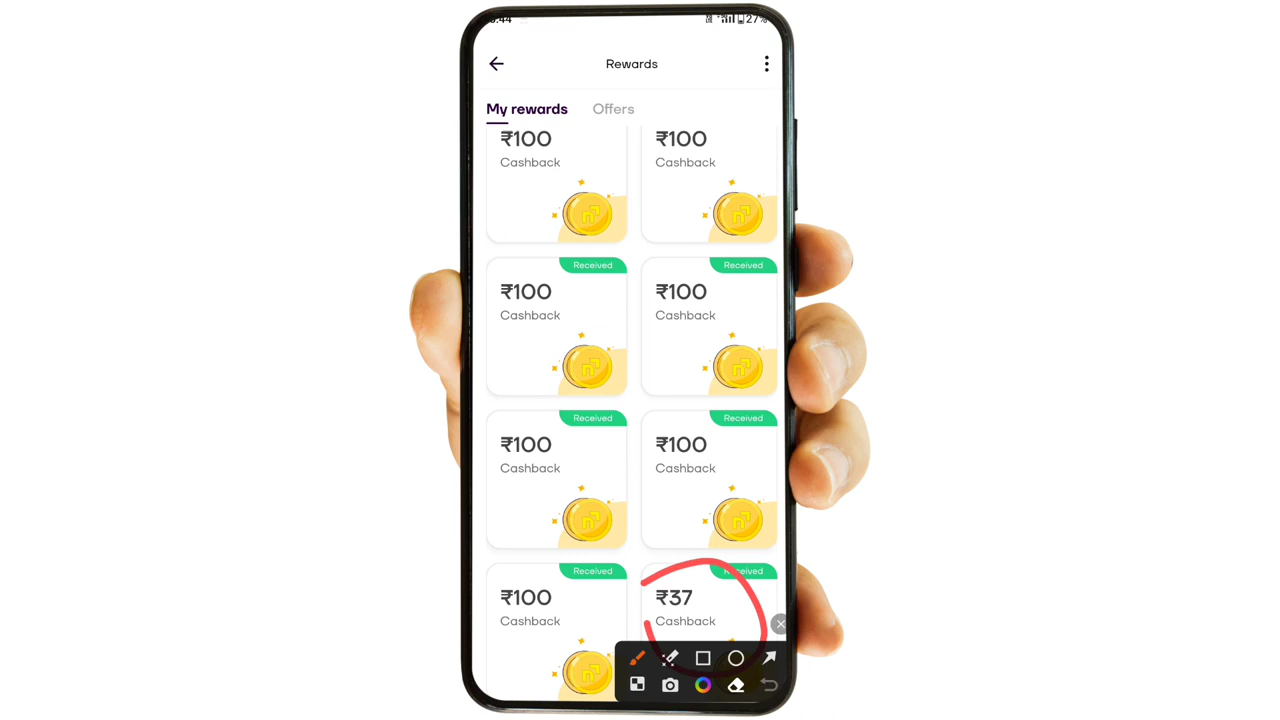 27%
Rewards
My rewards Offers
₹100 ₹100
Cashback Cashback
Received Received
₹100 ₹100
Cashback Cashback
Received Received
₹100 ₹100
Cashback Cashback
Received Received
₹100 ₹37
Cashback Cashback